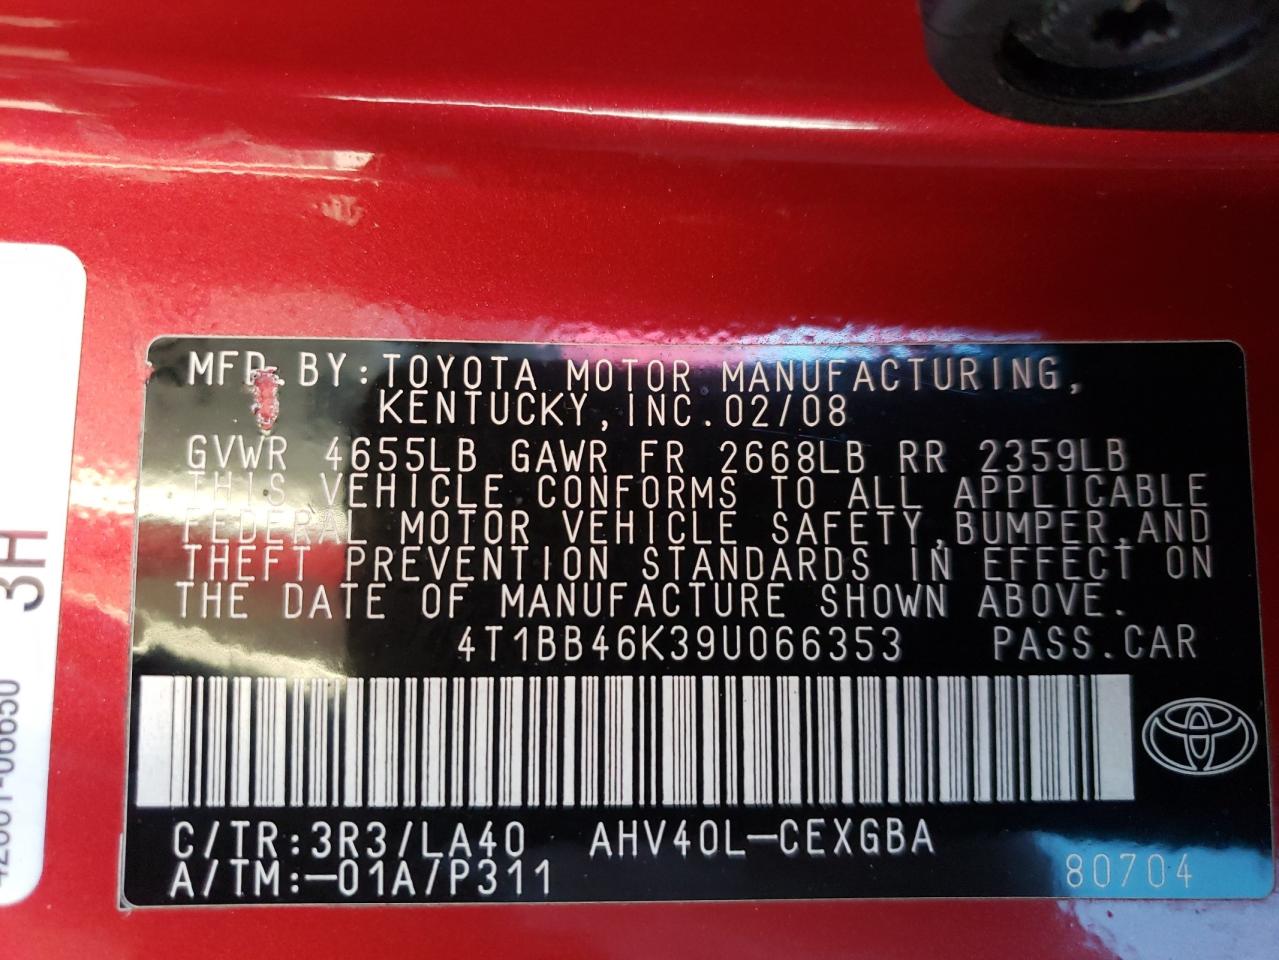 MFD.BY:TOYOTA MOTOR MANUFACTURING,
KENTUCKY,INC.02/08
GVWR 4655LB GAWR FR 2668LB RR 2359LB
THIS VEHICLE CONFORMS TO ALL APPLICABLE
FEDERAL MOTOR VEHICLE SAFETY,BUMPER,AND
THEFT PREVENTION STANDARDS IN EFFECT ON
THE DATE OF MANUFACTURE SHOWN ABOVE.
4T1BB46K39U066353 PASS.CAR
C/TR:3R3/LA40 AHV40L-CEXGBA
A/TM:-01A/P311
80704
3H